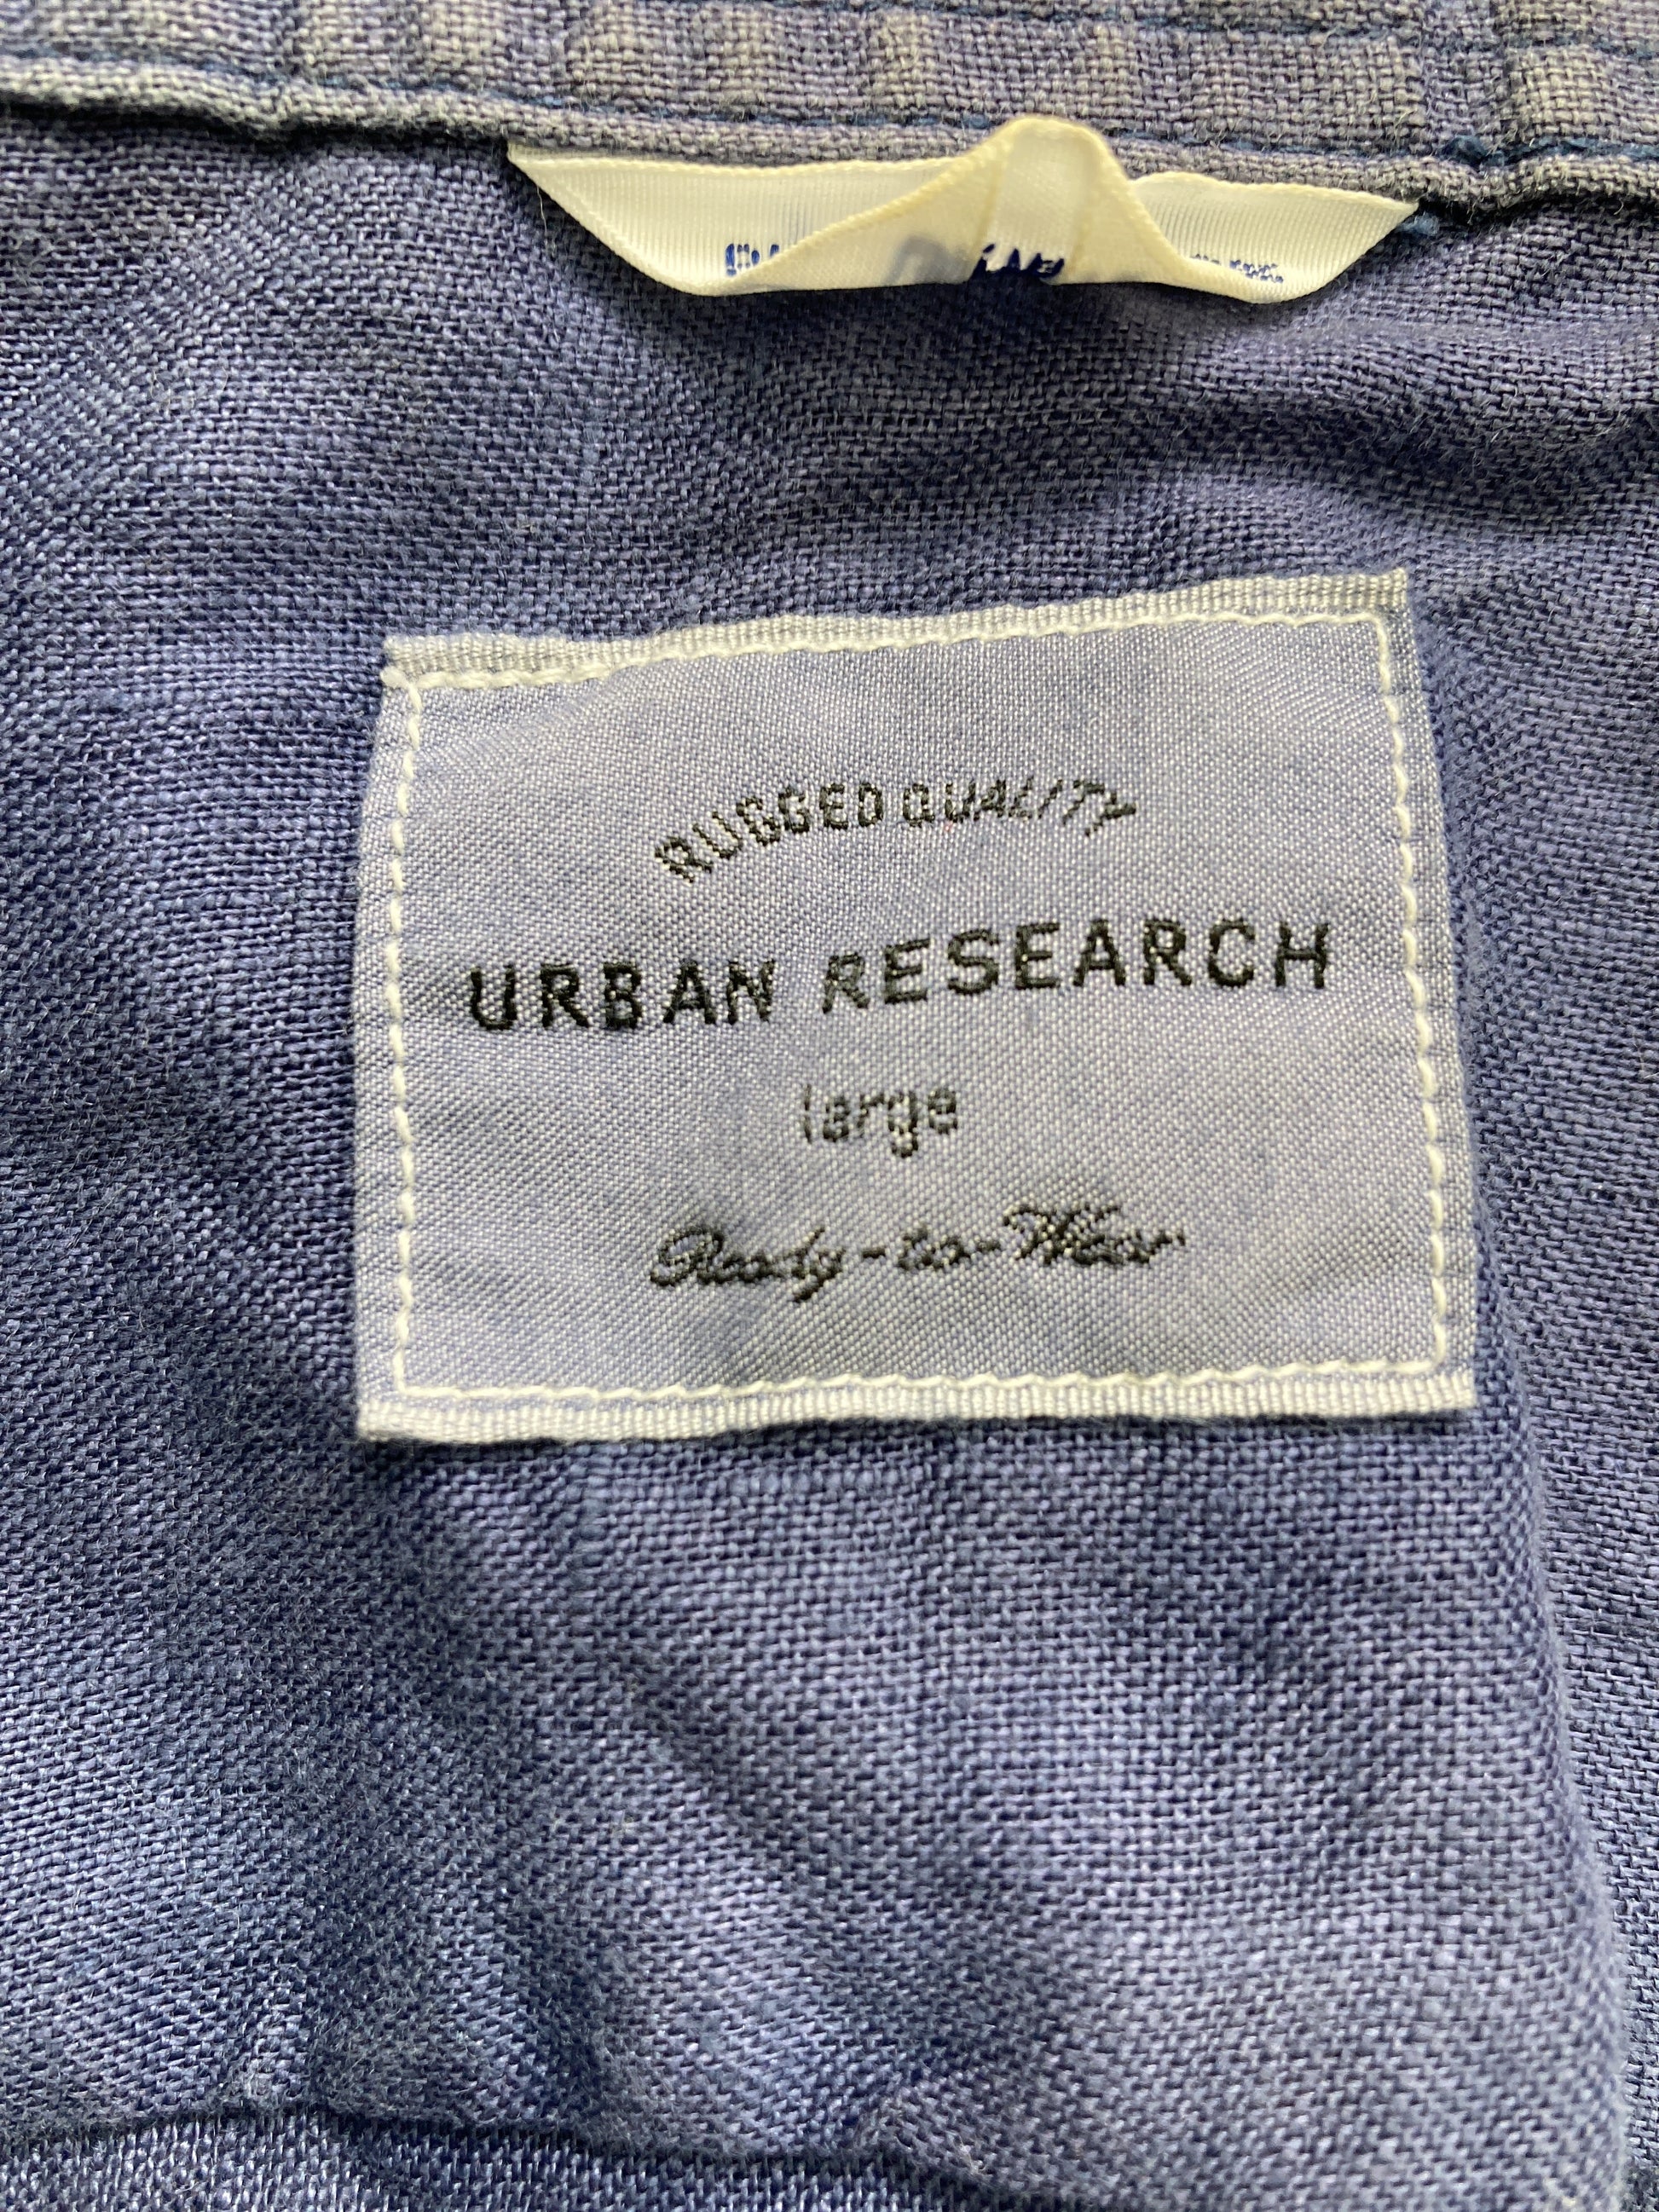 RUGGED QUALITY
URBAN RESEARCH
large
Ready-to-Wear